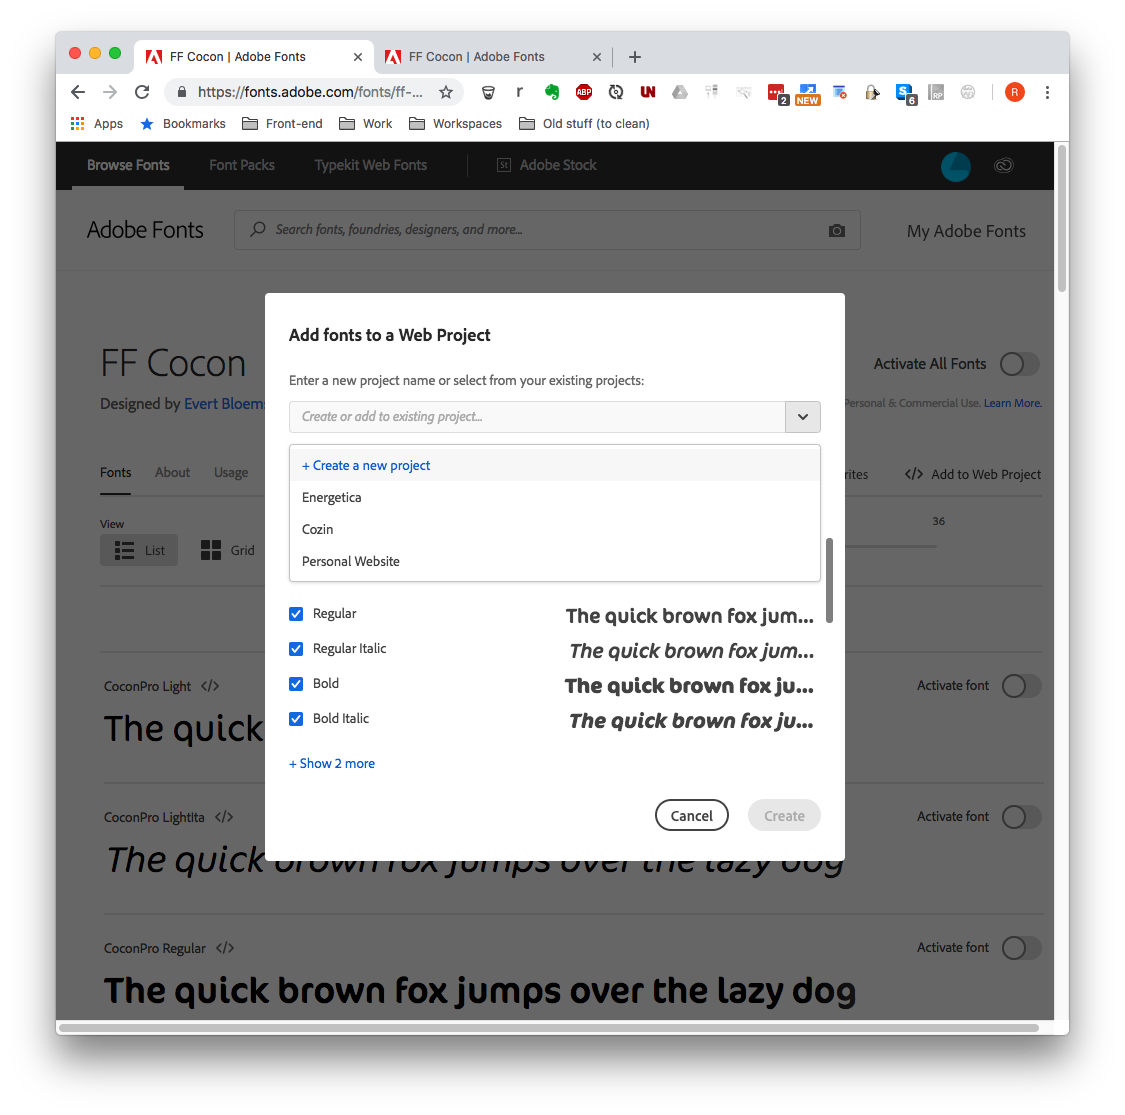 FF Cocon | Adobe Fonts
FF Cocon | Adobe Fonts
https://fonts.adobe.com/fonts/ff-...
r
ABP
UN
2
NEW
6
RP
R
Apps
Bookmarks
Front-end
Work
Workspaces
Old stuff (to clean)
Browse Fonts
Font Packs
Typekit Web Fonts
St
Adobe Stock
Adobe Fonts
Search fonts, foundries, designers, and more...
My Adobe Fonts
FF Cocon
Activate All Fonts
Designed by Evert Bloems
Personal & Commercial Use. Learn More.
Fonts
About
Usage
rites
</> Add to Web Project
View
36
List
Grid
Add fonts to a Web Project
Enter a new project name or select from your existing projects:
Create or add to existing project...
+ Create a new project
Energetica
Cozin
Personal Website
Regular
The quick brown fox jum...
Regular Italic
The quick brown fox jum...
Bold
The quick brown fox ju...
Bold Italic
The quick brown fox ju...
+ Show 2 more
Cancel
Create
CoconPro Light </>
Activate font
The quick
CoconPro LightIta </>
Activate font
The quick brown fox jumps over the lazy dog
CoconPro Regular </>
Activate font
The quick brown fox jumps over the lazy dog